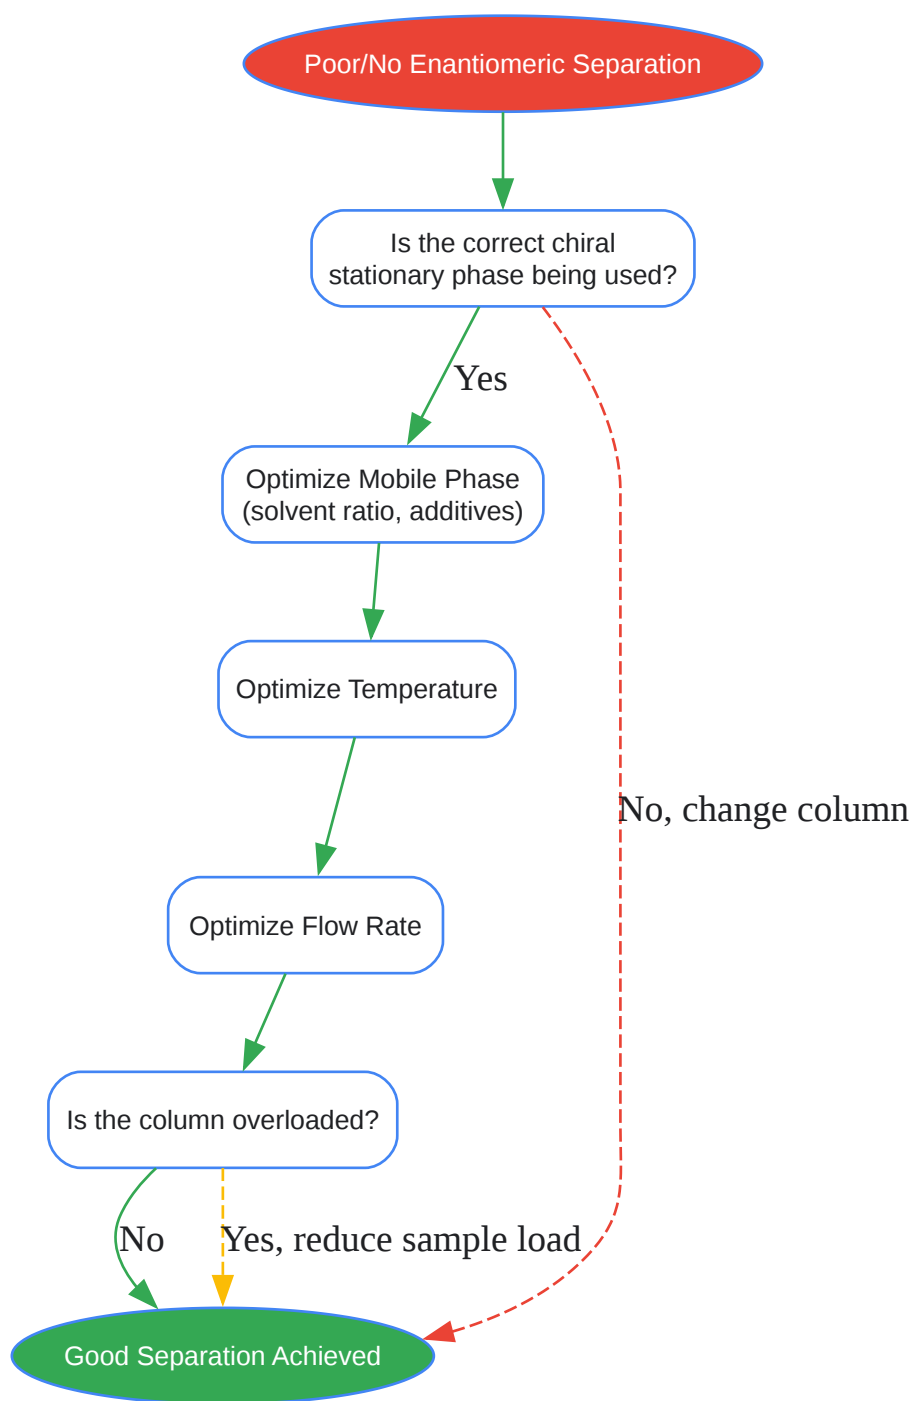 Poor/No Enantiomeric Separation
Is the correct chiral
stationary phase being used?
Yes
Optimize Mobile Phase
(solvent ratio, additives)
Optimize Temperature
No, change column
Optimize Flow Rate
Is the column overloaded?
No
Yes, reduce sample load
Good Separation Achieved